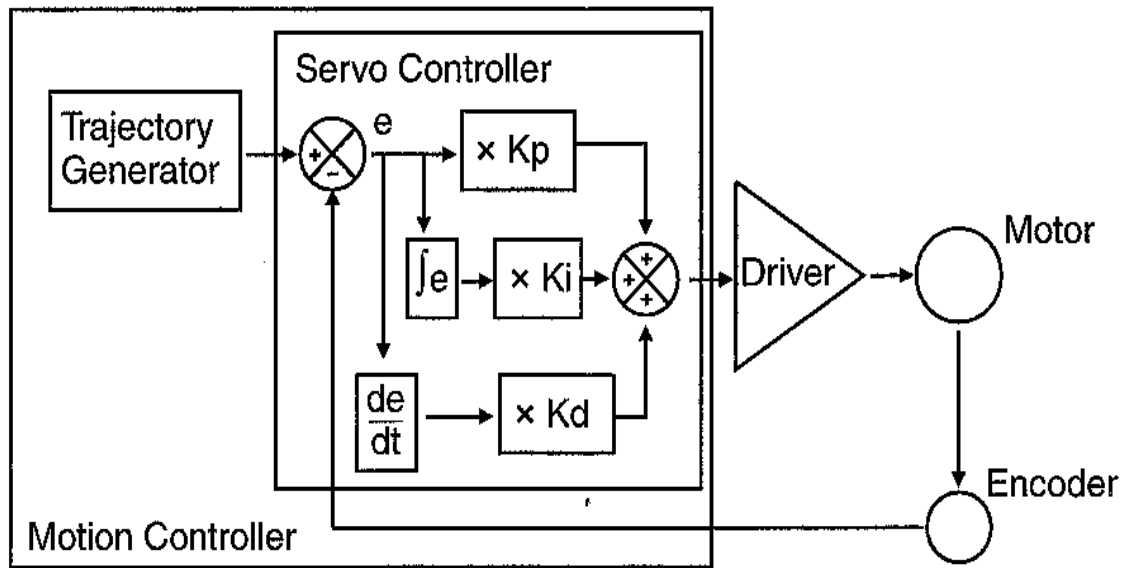 Servo Controller
Trajectory
Generator
+
-
e
× Kp
∫e
× Ki
+
+
+
de
dt
× Kd
Driver
Motor
Encoder
Motion Controller